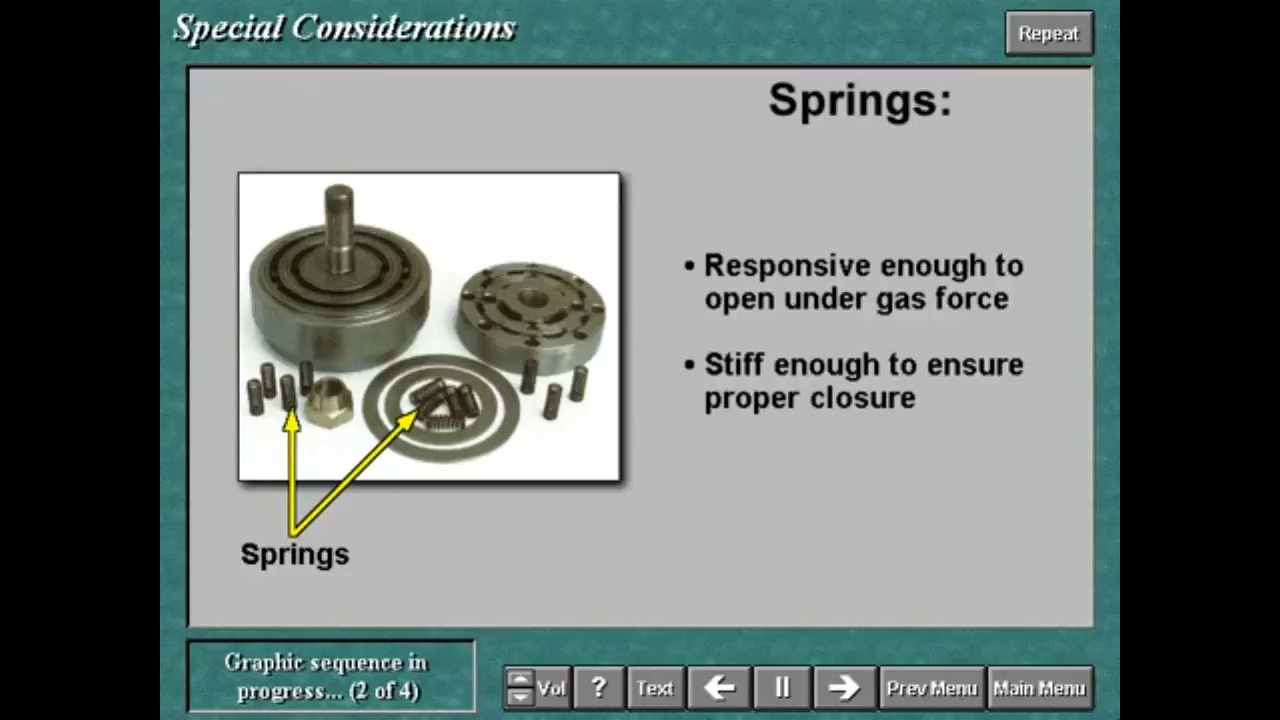 Special Considerations
Repeat
Springs:
• Responsive enough to
open under gas force
• Stiff enough to ensure
proper closure
Springs
Graphic sequence in
progress... (2 of 4)
Vol
?
Text
Prev Menu
Main Menu